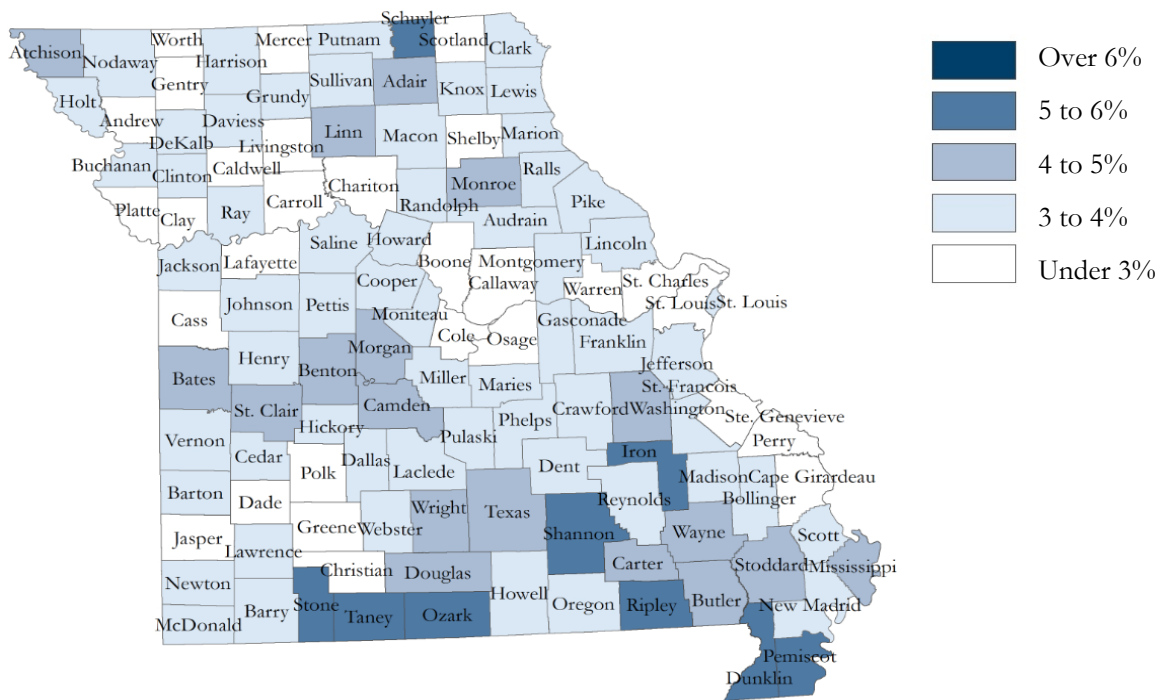 Schuyler
Worth
Mercer
Putnam
Scotland
Clark
Atchison
Nodaway
Harrison
Gentry
Sullivan
Adair
Knox
Lewis
Holt
Grundy
Andrew
Daviess
DeKalb
Linn
Macon
Shelby
Marion
Livingston
Buchanan
Clinton
Caldwell
Chariton
Monroe
Ralls
Platte
Clay
Ray
Carroll
Randolph
Audrain
Pike
Jackson
Lafayette
Saline
Howard
Boone
Montgomery
Lincoln
Cooper
Callaway
Warren
St. Charles
Johnson
Pettis
Moniteau
St. Louis
St. Louis
Cass
Cole
Osage
Gasconade
Franklin
Henry
Benton
Morgan
Miller
Maries
Jefferson
Bates
St. Clair
Camden
Crawford
Washington
St. Francois
Ste. Genevieve
Hickory
Pulaski
Phelps
Perry
Vernon
Cedar
Polk
Dallas
Laclede
Dent
Iron
Madison
Cape Girardeau
Barton
Dade
Wright
Texas
Reynolds
Bollinger
Jasper
Greene
Webster
Shannon
Wayne
Scott
Lawrence
Christian
Douglas
Carter
Stoddard
Mississippi
Newton
Howell
Barry
Stone
Taney
Ozark
Oregon
Ripley
Butler
New Madrid
McDonald
Pemiscot
Dunklin
Over 6%
5 to 6%
4 to 5%
3 to 4%
Under 3%